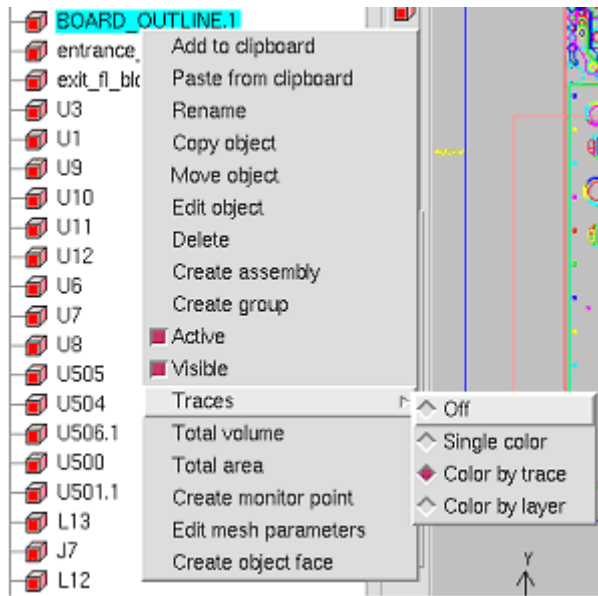 BOARD_OUTLINE.1
entrance_
exit_fl_blo
U3
U1
U9
U10
U11
U12
U6
U7
U8
U505
U504
U506.1
U500
U501.1
L13
J7
L12
Add to clipboard
Paste from clipboard
Rename
Copy object
Move object
Edit object
Delete
Create assembly
Create group
Active
Visible
Traces
Total volume
Total area
Create monitor point
Edit mesh parameters
Create object face
Off
Single color
Color by trace
Color by layer
Y